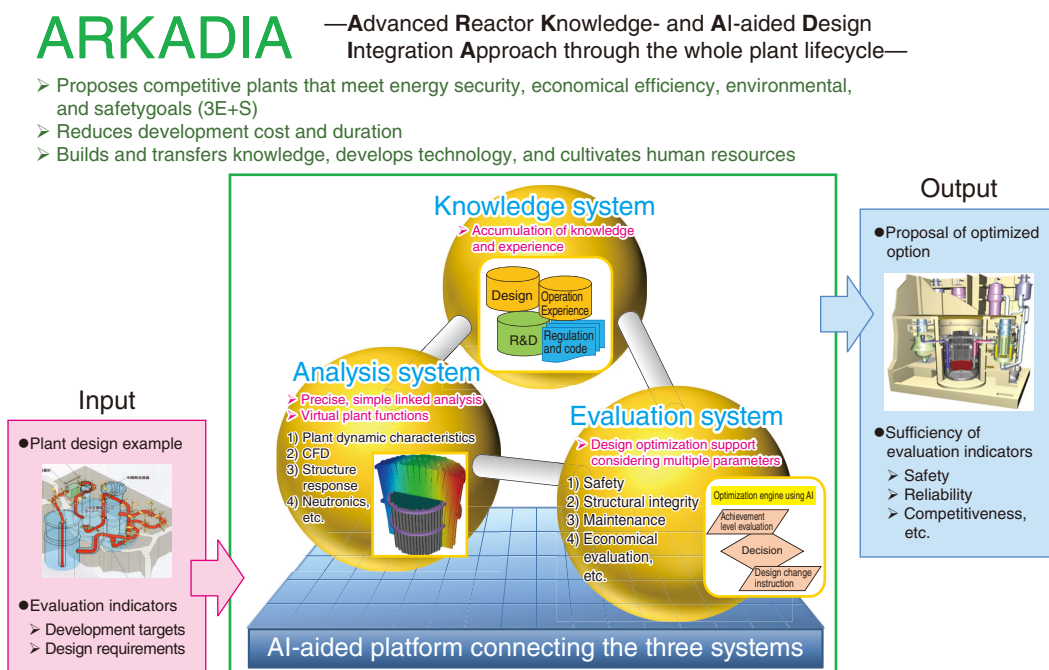 ARKADIA
—Advanced Reactor Knowledge- and AI-aided Design
Integration Approach through the whole plant lifecycle—
➢ Proposes competitive plants that meet energy security, economical efficiency, environmental,
and safetygoals (3E+S)
➢ Reduces development cost and duration
➢ Builds and transfers knowledge, develops technology, and cultivates human resources
Input
●Plant design example
●Evaluation indicators
➢ Development targets
➢ Design requirements
Knowledge system
➢ Accumulation of knowledge
and experience
Design
Operation
Experience
R&D
Regulation
and code
Analysis system
➢ Precise, simple linked analysis
➢ Virtual plant functions
1) Plant dynamic characteristics
2) CFD
3) Structure
response
4) Neutronics,
etc.
Evaluation system
➢ Design optimization support
considering multiple parameters
1) Safety
2) Structural integrity
3) Maintenance
4) Economical
evaluation,
etc.
Optimization engine using AI
Achievement
level evaluation
Decision
Design change
instruction
AI-aided platform connecting the three systems
Output
●Proposal of optimized
option
●Sufficiency of
evaluation indicators
➢ Safety
➢ Reliability
➢ Competitiveness,
etc.